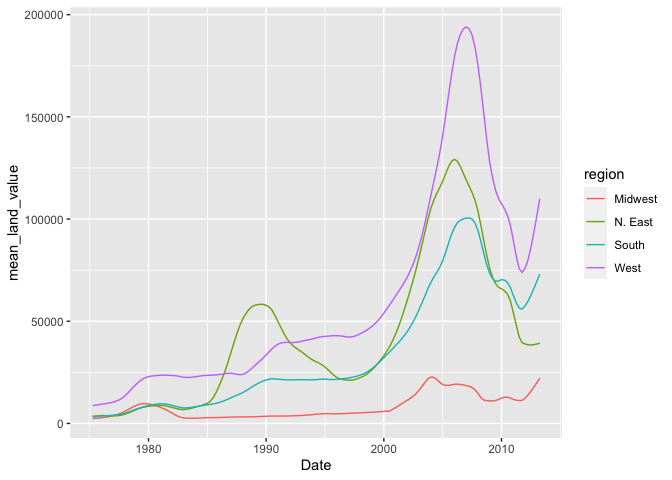 200000
150000
100000
50000
0
mean_land_value
1980
1990
2000
2010
Date
region
Midwest
N. East
South
West